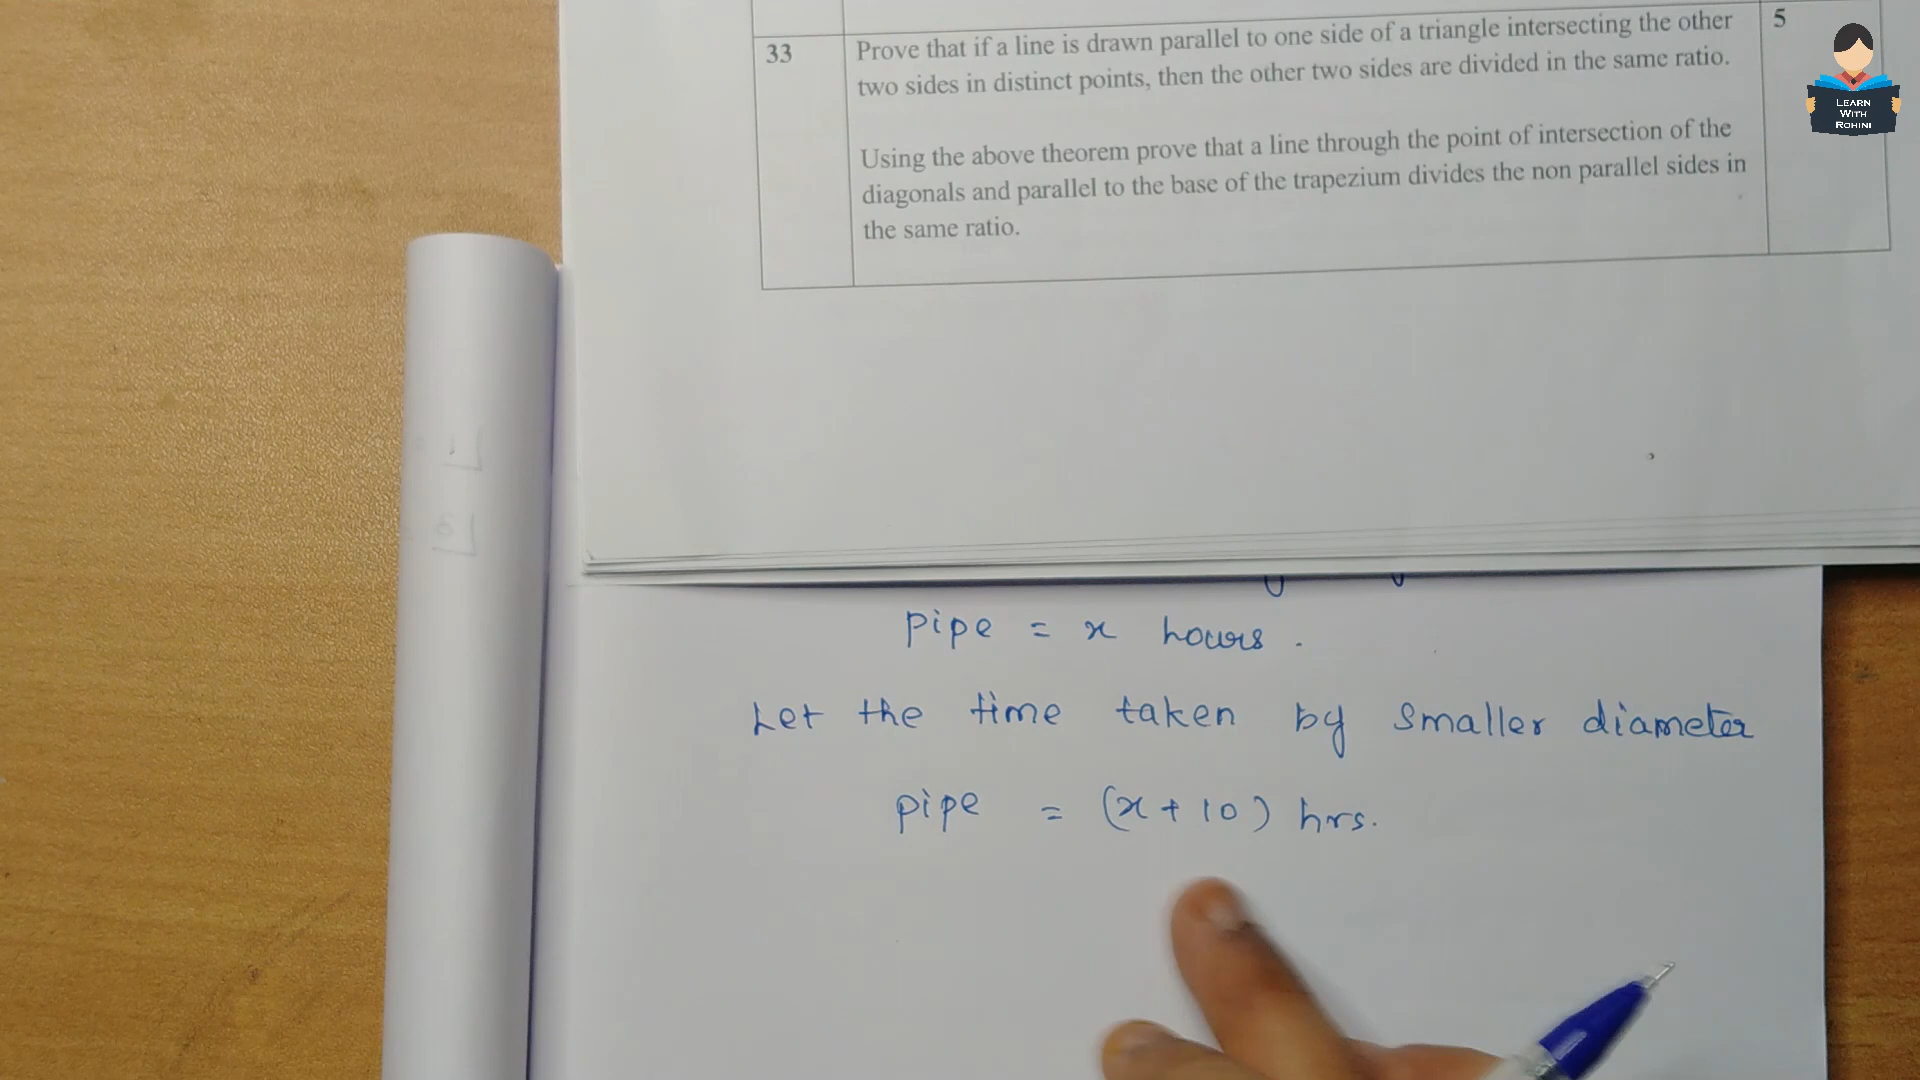 33
Prove that if a line is drawn parallel to one side of a triangle intersecting the other
two sides in distinct points, then the other two sides are divided in the same ratio.
5
Using the above theorem prove that a line through the point of intersection of the
diagonals and parallel to the base of the trapezium divides the non parallel sides in
the same ratio.
LEARN
WITH
ROHINI
pipe = x hours.
Let the time taken by smaller diameter
pipe = (x + 10) hrs.